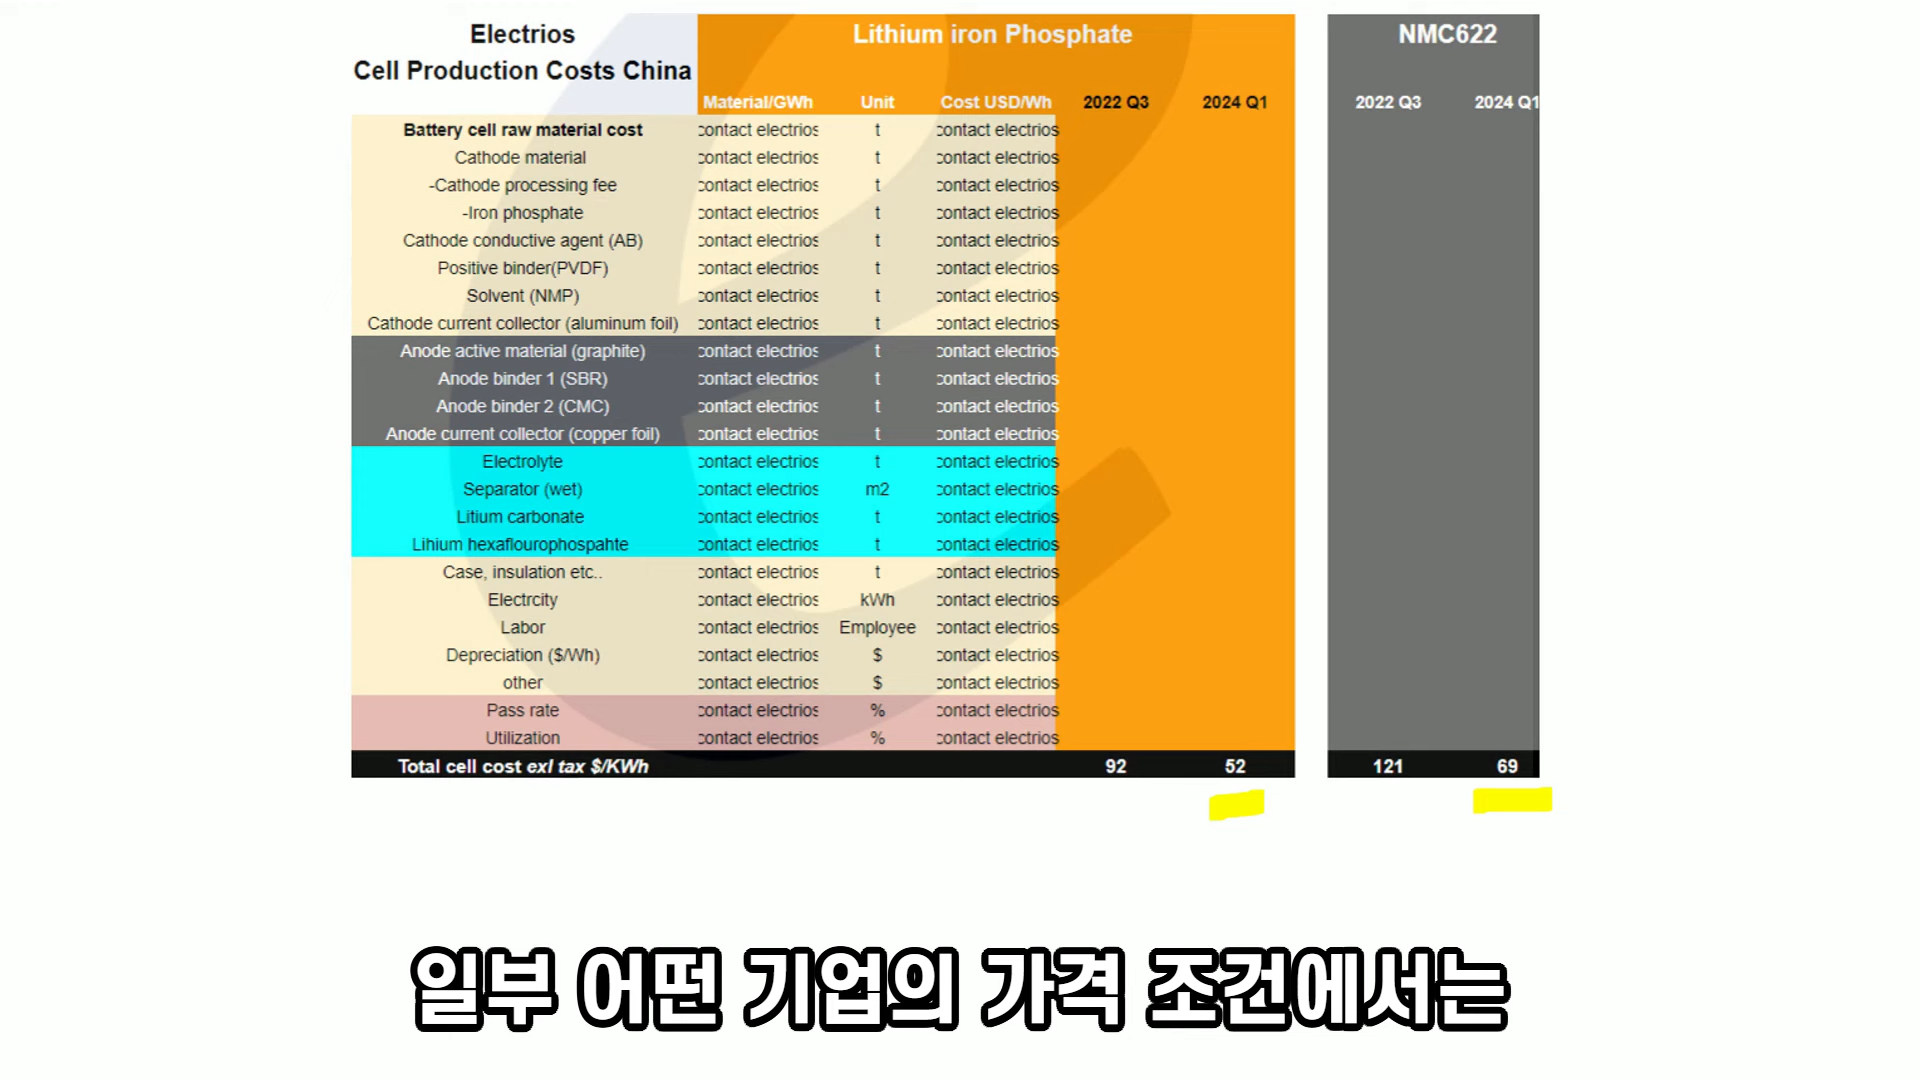 Electrios
Cell Production Costs China
Lithium iron Phosphate
NMC622
Material/GWh Unit Cost USD/Wh 2022 Q3 2024 Q1 2022 Q3 2024 Q1
Battery cell raw material cost contact electrios t contact electrios
Cathode material contact electrios t contact electrios
-Cathode processing fee contact electrios t contact electrios
-Iron phosphate contact electrios t contact electrios
Cathode conductive agent (AB) contact electrios t contact electrios
Positive binder(PVDF) contact electrios t contact electrios
Solvent (NMP) contact electrios t contact electrios
Cathode current collector (aluminum foil) contact electrios t contact electrios
Anode active material (graphite) contact electrios t contact electrios
Anode binder 1 (SBR) contact electrios t contact electrios
Anode binder 2 (CMC) contact electrios t contact electrios
Anode current collector (copper foil) contact electrios t contact electrios
Electrolyte contact electrios t contact electrios
Separator (wet) contact electrios m2 contact electrios
Litium carbonate contact electrios t contact electrios
Lihium hexaflourophospahte contact electrios t contact electrios
Case, insulation etc.. contact electrios t contact electrios
Electrcity contact electrios kWh contact electrios
Labor contact electrios Employee contact electrios
Depreciation ($/Wh) contact electrios $ contact electrios
other contact electrios $ contact electrios
Pass rate contact electrios % contact electrios
Utilization contact electrios % contact electrios
Total cell cost exl tax $/KWh 92 52 121 69
일부 어떤 기업의 가격 조건에서는